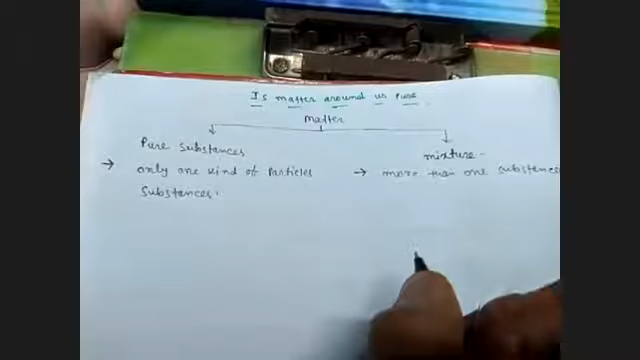 Is matter around us Pure.
matter
Pure Substances
mixture -
→ only one kind of Particles
→ more than one substances
Substances.